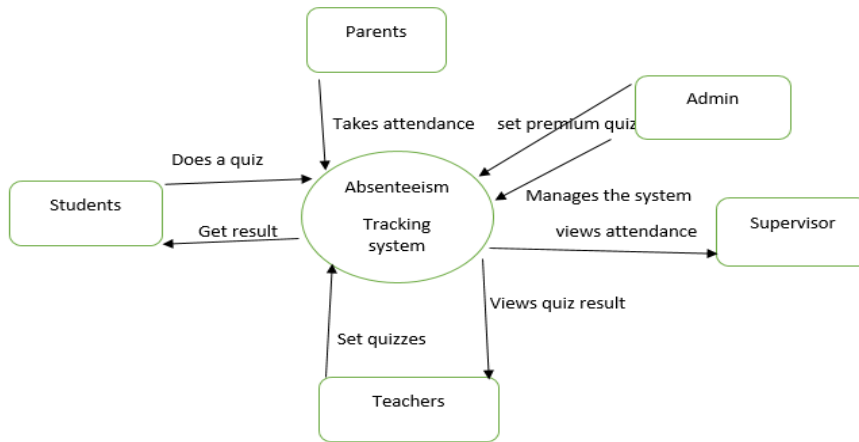 Parents
Admin
Takes attendance
set premium quiz
Does a quiz
Absenteeism
Tracking
system
Students
Manages the system
Supervisor
Get result
views attendance
Views quiz result
Set quizzes
Teachers